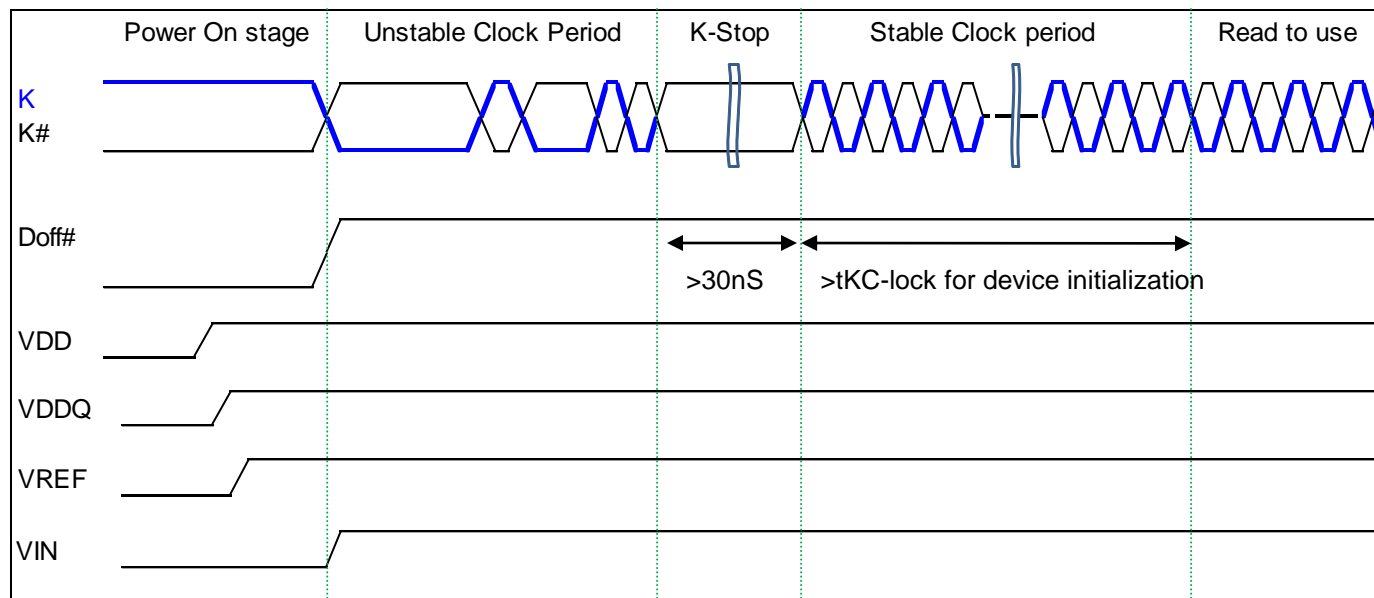 Power On stage Unstable Clock Period K-Stop Stable Clock period Read to use
K
K#
Doff#
>30nS >tKC-lock for device initialization
VDD
VDDQ
VREF
VIN